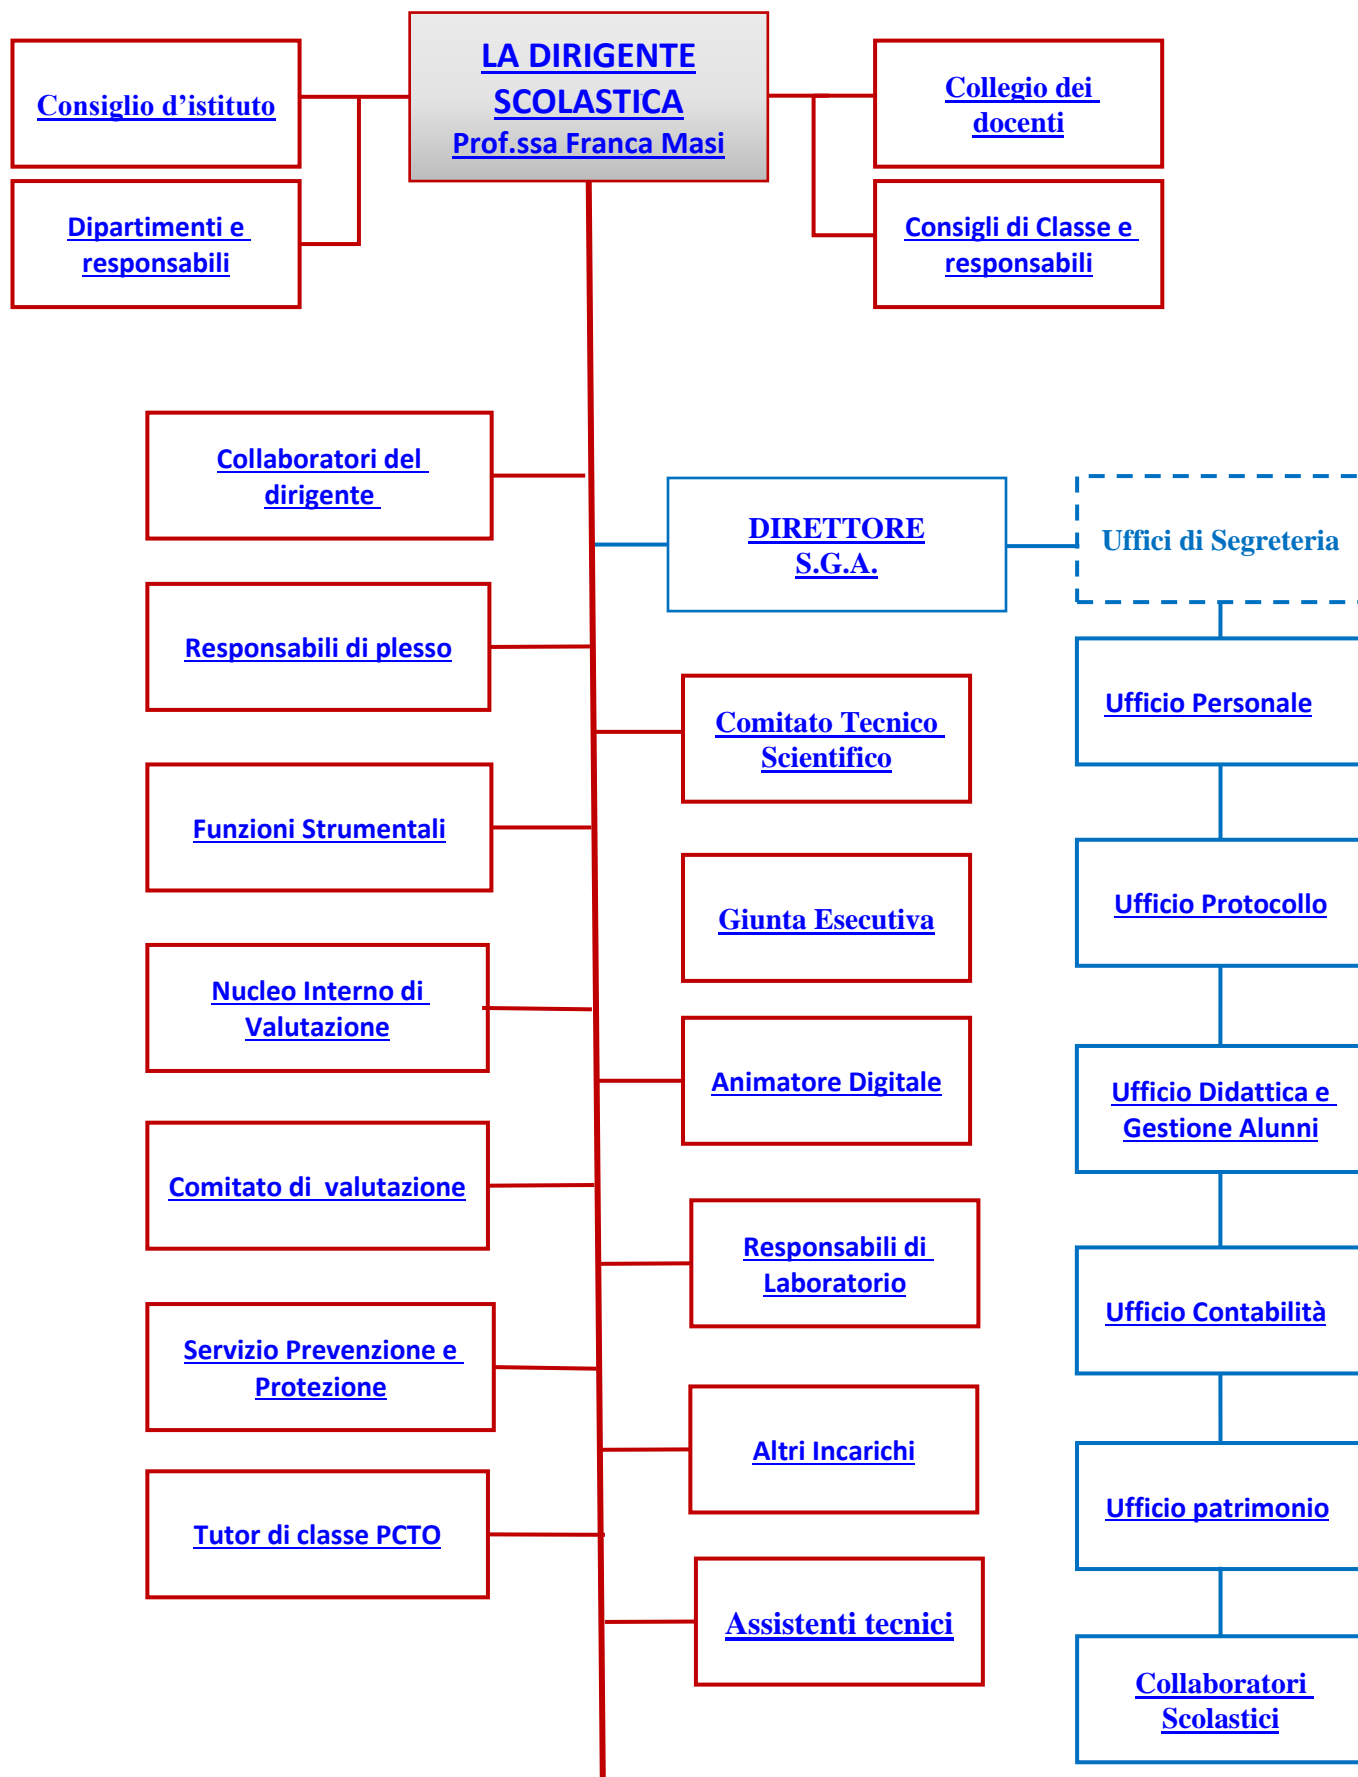 LA DIRIGENTE
SCOLASTICA
Prof.ssa Franca Masi
Consiglio d’istituto
Collegio dei
docenti
Dipartimenti e
responsabili
Consigli di Classe e
responsabili
Collaboratori del
dirigente
DIRETTORE
S.G.A.
Uffici di Segreteria
Responsabili di plesso
Comitato Tecnico
Scientifico
Ufficio Personale
Funzioni Strumentali
Giunta Esecutiva
Ufficio Protocollo
Nucleo Interno di
Valutazione
Animatore Digitale
Ufficio Didattica e
Gestione Alunni
Comitato di  valutazione
Responsabili di
Laboratorio
Ufficio Contabilità
Servizio Prevenzione e
Protezione
Altri Incarichi
Ufficio patrimonio
Tutor di classe PCTO
Assistenti tecnici
Collaboratori
Scolastici